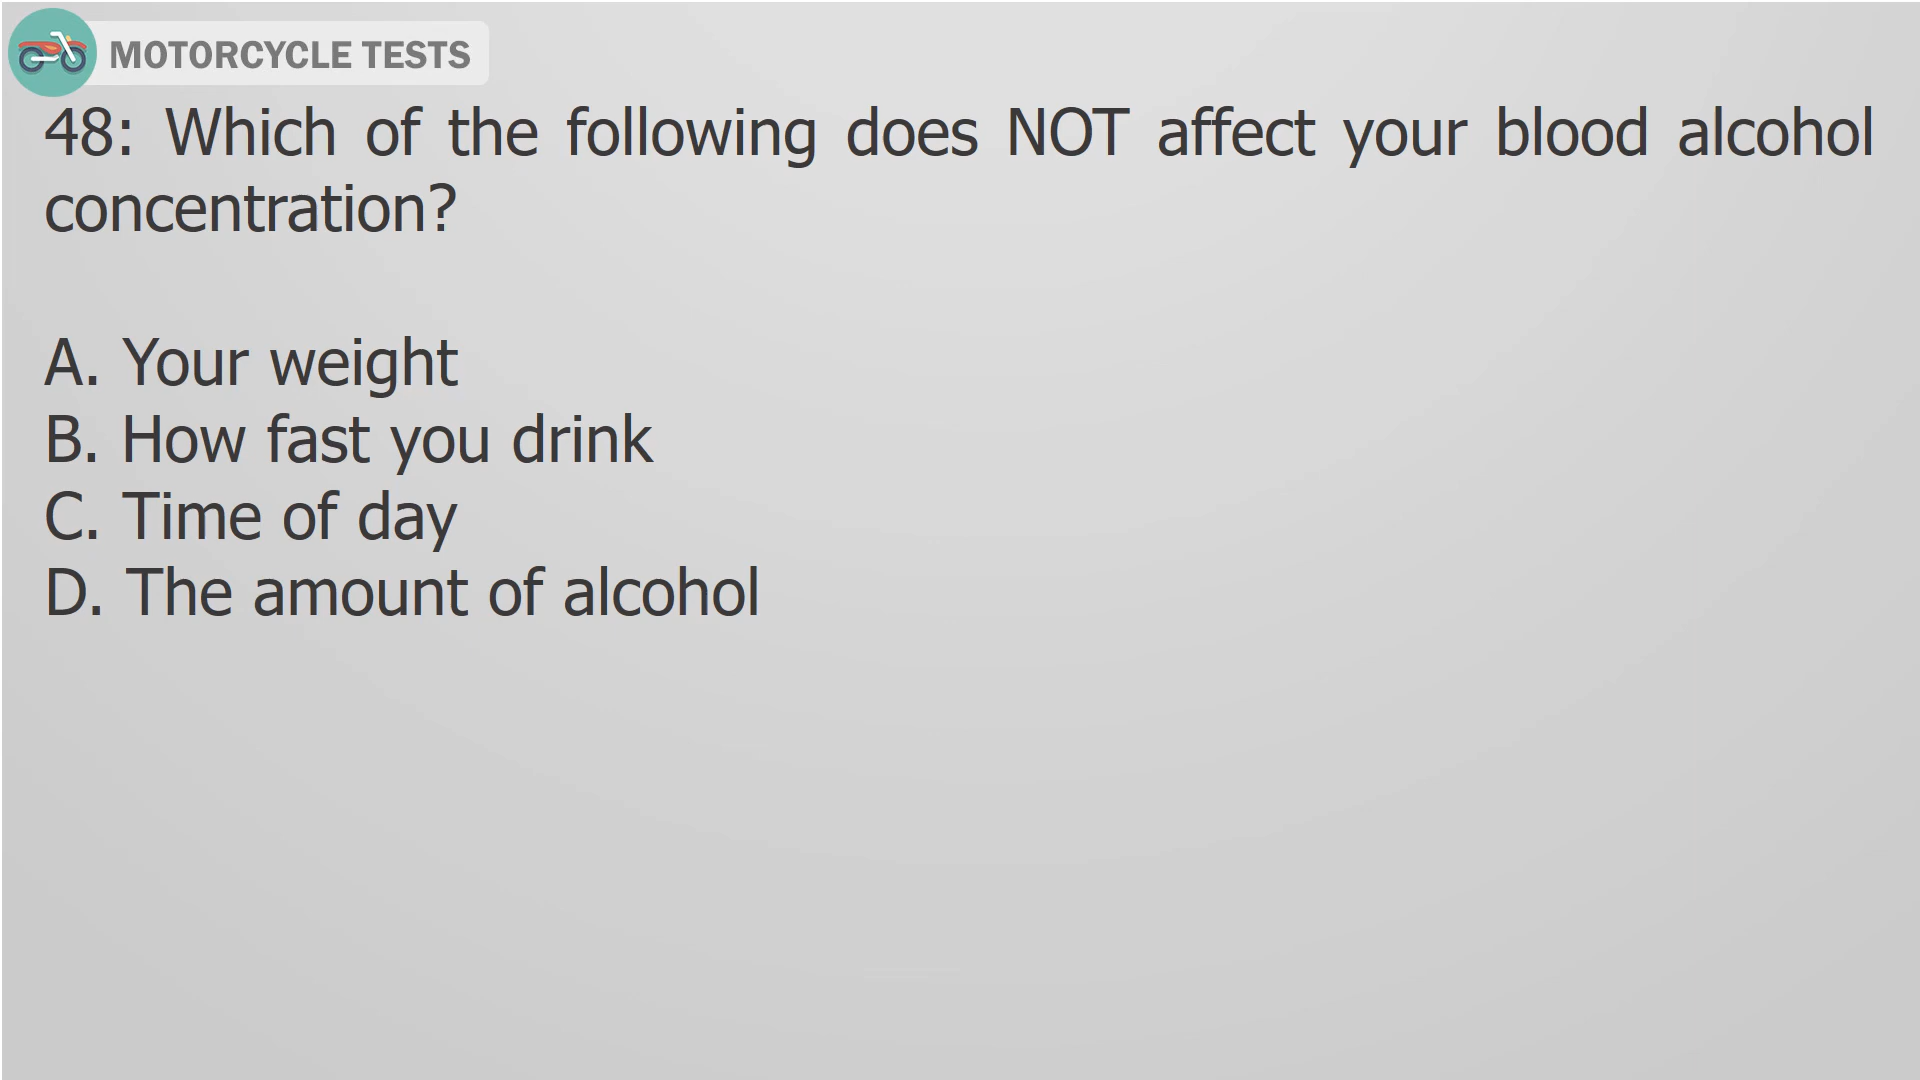 MOTORCYCLE TESTS
48: Which of the following does NOT affect your blood alcohol
concentration?
A. Your weight
B. How fast you drink
C. Time of day
D. The amount of alcohol